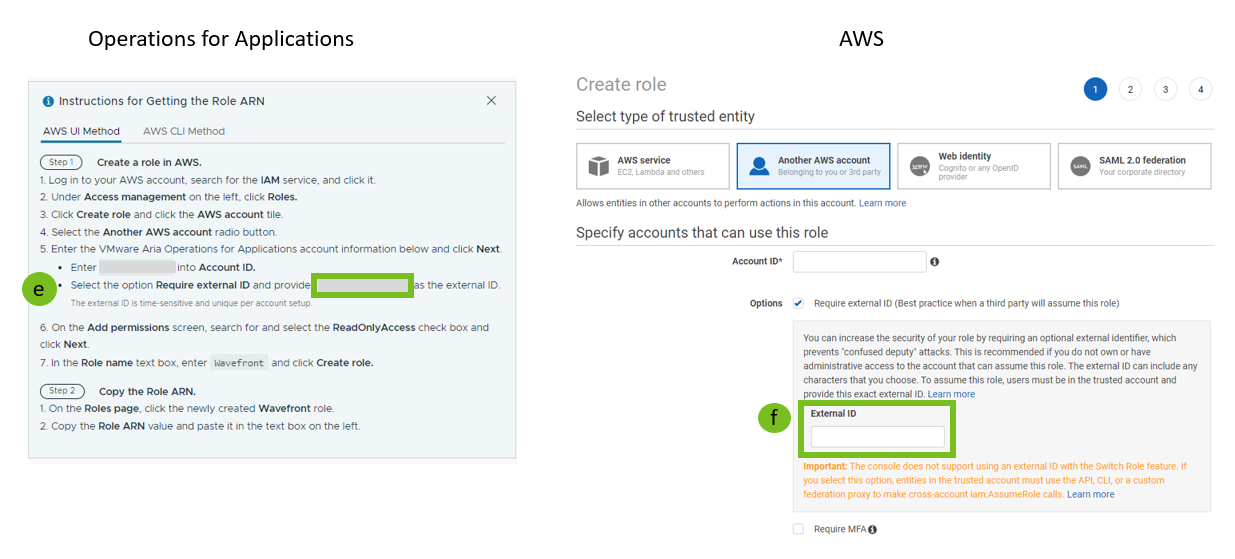 Operations for Applications
Instructions for Getting the Role ARN
AWS UI Method AWS CLI Method
Step 1 Create a role in AWS.
1. Log in to your AWS account, search for the IAM service, and click it.
2. Under Access management on the left, click Roles.
3. Click Create role and click the AWS account tile.
4. Select the Another AWS account radio button.
5. Enter the VMware Aria Operations for Applications account information below and click Next.
• Enter into Account ID.
e
• Select the option Require external ID and provide as the external ID.
The external ID is time-sensitive and unique per account setup.
6. On the Add permissions screen, search for and select the ReadOnlyAccess check box and
click Next.
7. In the Role name text box, enter Wavefront and click Create role.
Step 2 Copy the Role ARN.
1. On the Roles page, click the newly created Wavefront role.
2. Copy the Role ARN value and paste it in the text box on the left.
AWS
Create role
1 2 3 4
Select type of trusted entity
AWS service
EC2, Lambda and others
Another AWS account
Belonging to you or 3rd party
Web identity
Cognito or any OpenID
provider
SAML
SAML 2.0 federation
Your corporate directory
Allows entities in other accounts to perform actions in this account. Learn more
Specify accounts that can use this role
Account ID*
Options Require external ID (Best practice when a third party will assume this role)
You can increase the security of your role by requiring an optional external identifier, which
prevents "confused deputy" attacks. This is recommended if you do not own or have
administrative access to the account that can assume this role. The external ID can include any
characters that you choose. To assume this role, users must be in the trusted account and
provide this exact external ID. Learn more
f
External ID
Important: The console does not support using an external ID with the Switch Role feature. If
you select this option, entities in the trusted account must use the API, CLI, or a custom
federation proxy to make cross-account iam:AssumeRole calls. Learn more
Require MFA